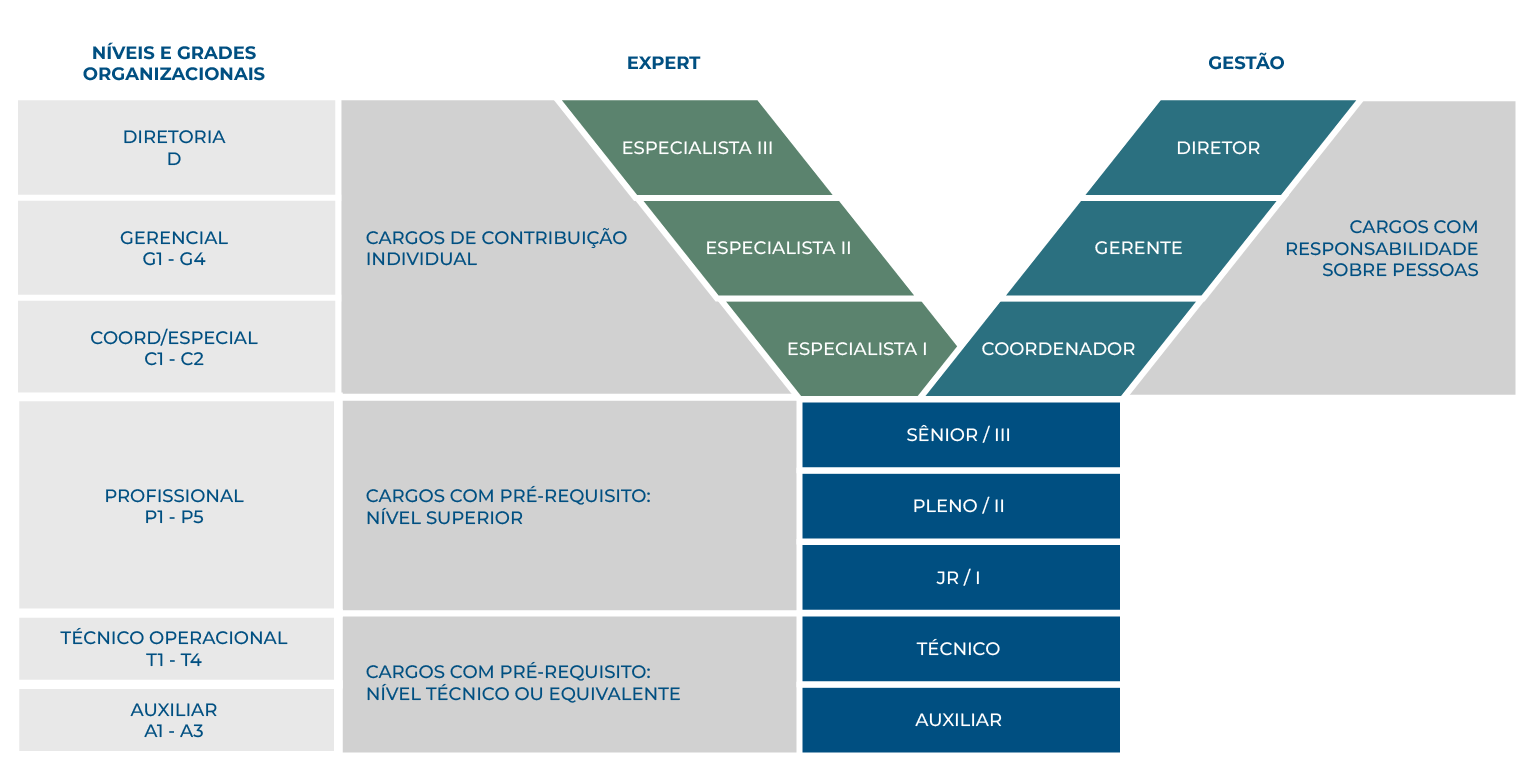 NÍVEIS E GRADES
ORGANIZACIONAIS
EXPERT
GESTÃO
DIRETORIA
D
ESPECIALISTA III
DIRETOR
GERENCIAL
G1 - G4
CARGOS DE CONTRIBUIÇÃO
INDIVIDUAL
ESPECIALISTA II
GERENTE
CARGOS COM
RESPONSABILIDADE
SOBRE PESSOAS
COORD/ESPECIAL
C1 - C2
ESPECIALISTA I
COORDENADOR
PROFISSIONAL
P1 - P5
CARGOS COM PRÉ-REQUISITO:
NÍVEL SUPERIOR
SÊNIOR / III
PLENO / II
JR / I
TÉCNICO OPERACIONAL
T1 - T4
CARGOS COM PRÉ-REQUISITO:
NÍVEL TÉCNICO OU EQUIVALENTE
TÉCNICO
AUXILIAR
A1 - A3
AUXILIAR